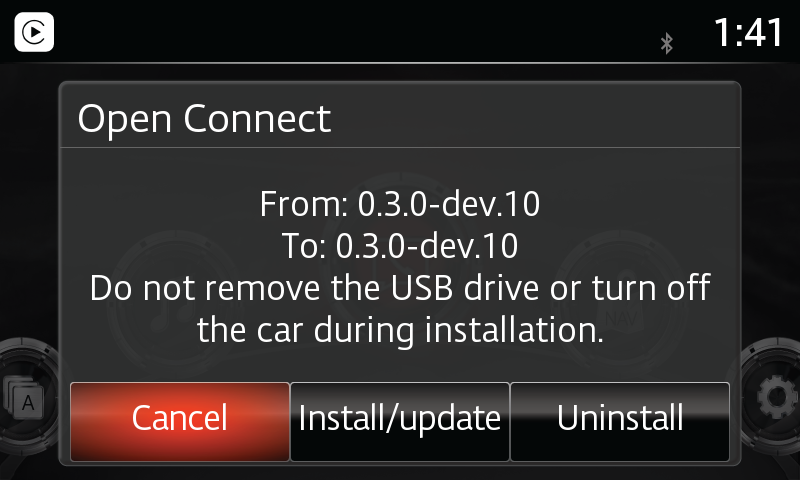 1:41
Open Connect
From: 0.3.0-dev.10
To: 0.3.0-dev.10
Do not remove the USB drive or turn off
the car during installation.
NAV
A
Cancel
Install/update
Uninstall